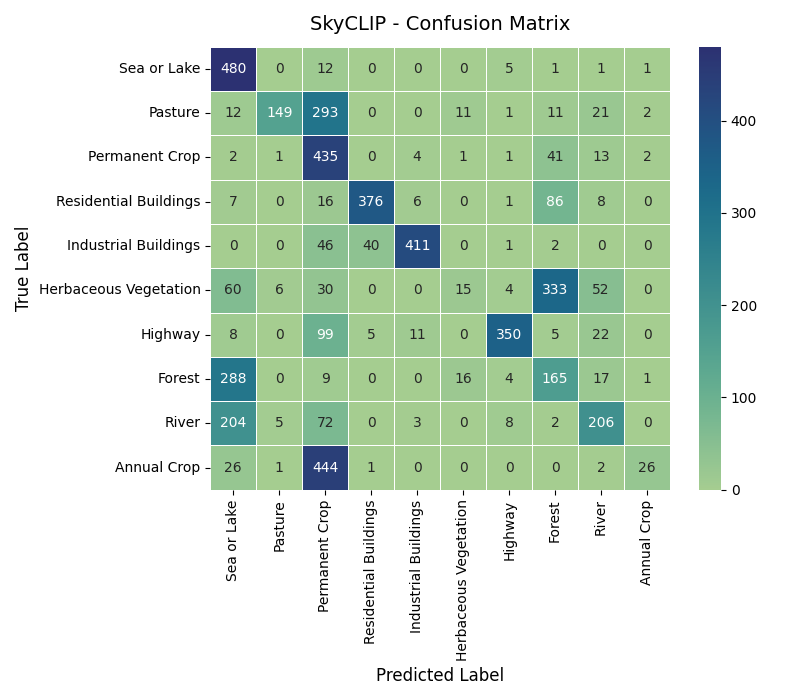 SkyCLIP - Confusion Matrix
True Label
Sea or Lake 480 0 12 0 0 0 5 1 1 1
Pasture 12 149 293 0 0 11 1 11 21 2
Permanent Crop 2 1 435 0 4 1 1 41 13 2
Residential Buildings 7 0 16 376 6 0 1 86 8 0
Industrial Buildings 0 0 46 40 411 0 1 2 0 0
Herbaceous Vegetation 60 6 30 0 0 15 4 333 52 0
Highway 8 0 99 5 11 0 350 5 22 0
Forest 288 0 9 0 0 16 4 165 17 1
River 204 5 72 0 3 0 8 2 206 0
Annual Crop 26 1 444 1 0 0 0 0 2 26
Sea or Lake
Pasture
Permanent Crop
Residential Buildings
Industrial Buildings
Herbaceous Vegetation
Highway
Forest
River
Annual Crop
Predicted Label
400
300
200
100
0